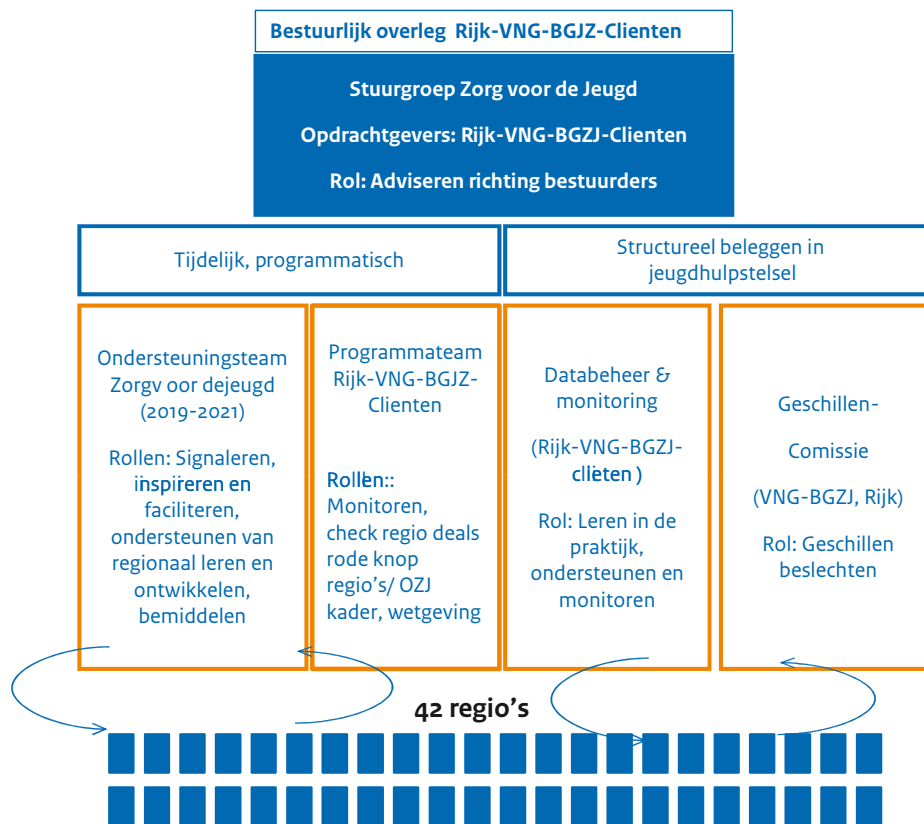 Bestuurlijk overleg Rijk-VNG-BGJZ-Clienten
Stuurgroep Zorg voor de Jeugd
Opdrachtgevers: Rijk-VNG-BGZJ-Clienten
Rol: Adviseren richting bestuurders
Tijdelijk, programmatisch
Structureel beleggen in
jeugdhulpstelsel
Ondersteuningsteam
Zorgv oor dejeugd
(2019-2021)
Rollen: Signaleren,
inspireren en
faciliteren,
ondersteunen van
regionaal leren en
ontwikkelen,
bemiddelen
Programmateam
Rijk-VNG-BGJZ-
Clienten
Rollen::
Monitoren,
check regio deals
rode knop
regio's/ OZJ
kader, wetgeving
Databeheer &
monitoring
(Rijk-VNG-BGZJ-
clieten )
Rol: Leren in de
praktijk,
ondersteunen en
monitoren
Geschillen-
Comissie
(VNG-BGZJ, Rijk)
Rol: Geschillen
beslechten
42 regio's